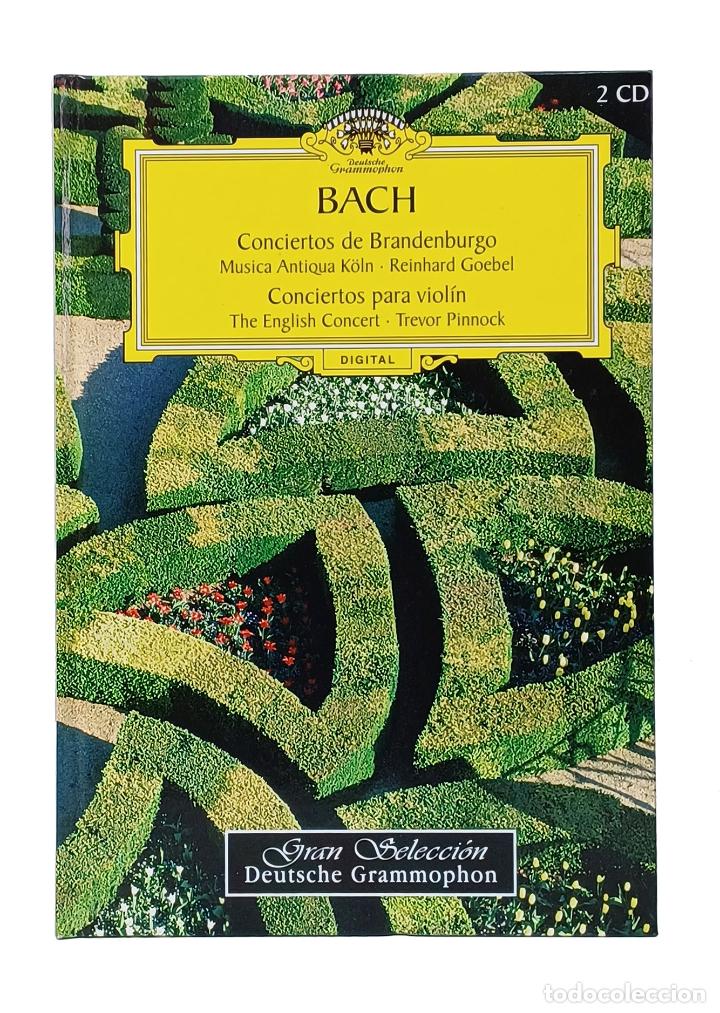 2 CD
Deutsche
Grammophon
BACH
Conciertos de Brandenburgo
Musica Antiqua Köln · Reinhard Goebel
Conciertos para violín
The English Concert · Trevor Pinnock
DIGITAL
Gran Selección
Deutsche Grammophon
todocoleccion